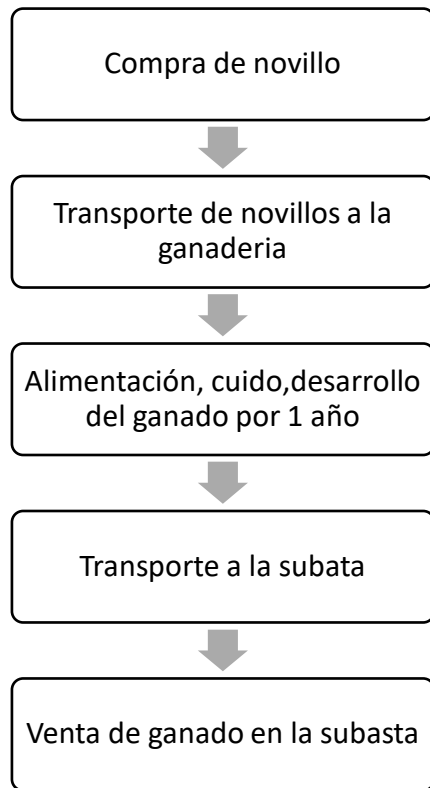 Compra de novillo
Transporte de novillos a la
ganaderia
Alimentación, cuido,desarrollo
del ganado por 1 año
Transporte a la subata
Venta de ganado en la subasta